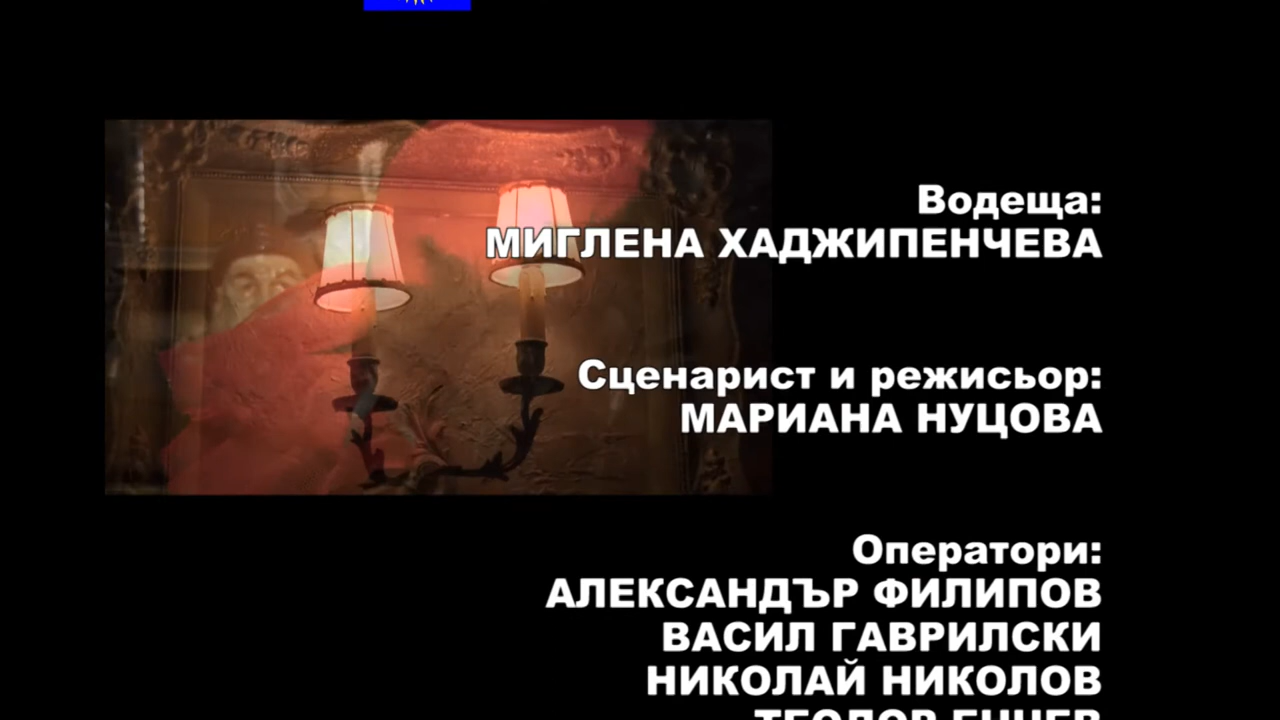 Водеща:
МИГЛЕНА ХАДЖИПЕНЧЕВА
Сценарист и режисьор:
МАРИАНА НУЦОВА
Оператори:
АЛЕКСАНДЪР ФИЛИПОВ
ВАСИЛ ГАВРИЛСКИ
НИКОЛАЙ НИКОЛОВ